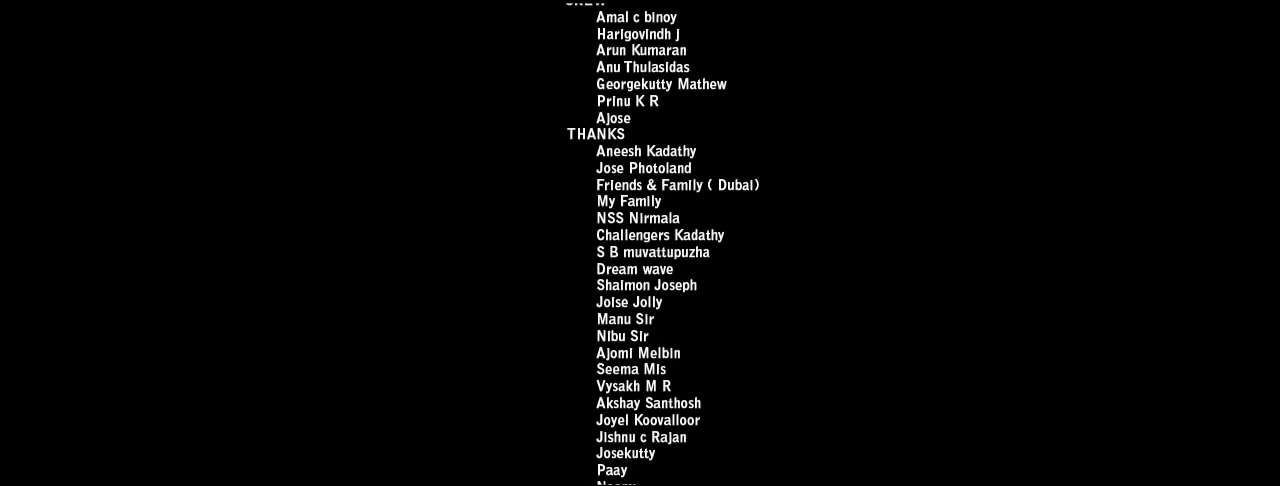 CREW
Amal c binoy
Harigovindh J
Arun Kumaran
Anu Thulasidas
Georgekutty Mathew
Prinu K R
Ajose
THANKS
Aneesh Kadathy
Jose Photoland
Friends & Family ( Dubai)
My Family
NSS Nirmala
Challengers Kadathy
S B muvattupuzha
Dream wave
Shaimon Joseph
Joise Jolly
Manu Sir
Nibu Sir
Ajomi Melbin
Seema Mis
Vysakh M R
Akshay Santhosh
Joyel Koovalloor
Jishnu c Rajan
Josekutty
Paay